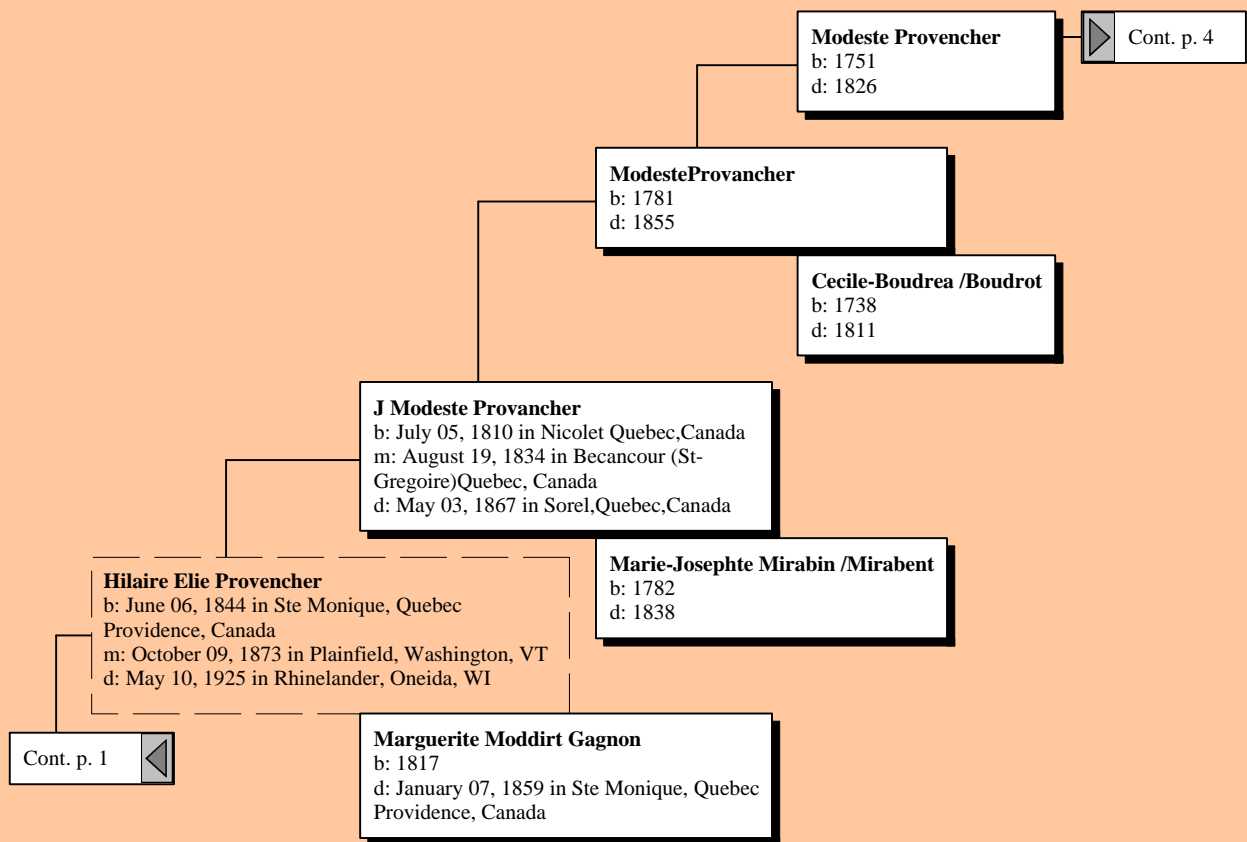 Modeste Provencher
b: 1751
d: 1826
Cont. p. 4
ModesteProvancher
b: 1781
d: 1855
Cecile-Boudrea /Boudrot
b: 1738
d: 1811
J Modeste Provancher
b: July 05, 1810 in Nicolet Quebec,Canada
m: August 19, 1834 in Becancour (St-
Gregoire)Quebec, Canada
d: May 03, 1867 in Sorel,Quebec,Canada
Marie-Josephte Mirabin /Mirabent
b: 1782
d: 1838
Hilaire Elie Provencher
b: June 06, 1844 in Ste Monique, Quebec
Providence, Canada
m: October 09, 1873 in Plainfield, Washington, VT
d: May 10, 1925 in Rhinelander, Oneida, WI
Cont. p. 1
Marguerite Moddirt Gagnon
b: 1817
d: January 07, 1859 in Ste Monique, Quebec
Providence, Canada